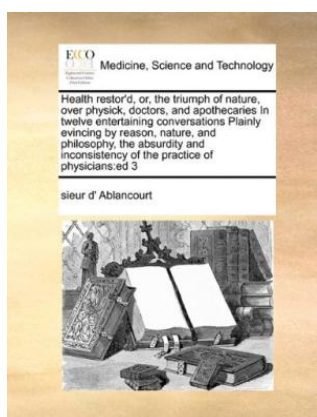 ECCO
Medicine, Science and Technology
Health restor'd, or, the triumph of nature,
over physick, doctors, and apothecaries In
twelve entertaining conversations Plainly
evincing by reason, nature, and
philosophy, the absurdity and
inconsistency of the practice of
physicians:ed 3
sieur d' Ablancourt